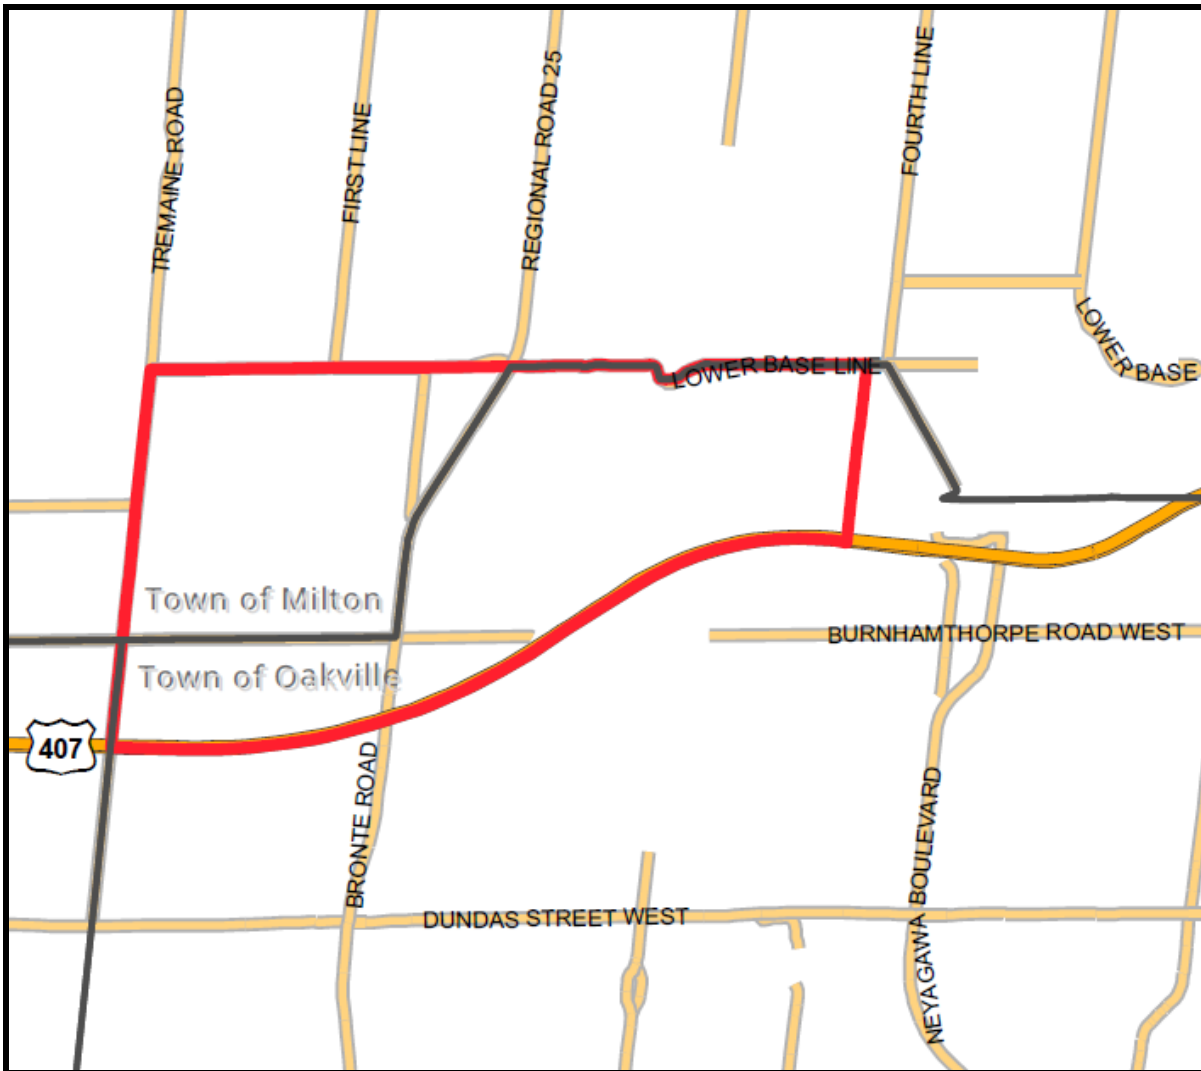 TREMAINE ROAD
FIRST LINE
REGIONAL ROAD 25
FOURTH LINE
LOWER BASE
LOWER BASE LINE
Town of Milton
Town of Oakville
BURNHAMTHORPE ROAD WEST
407
BRONTE ROAD
NEYAGAWA BOULEVARD
DUNDAS STREET WEST